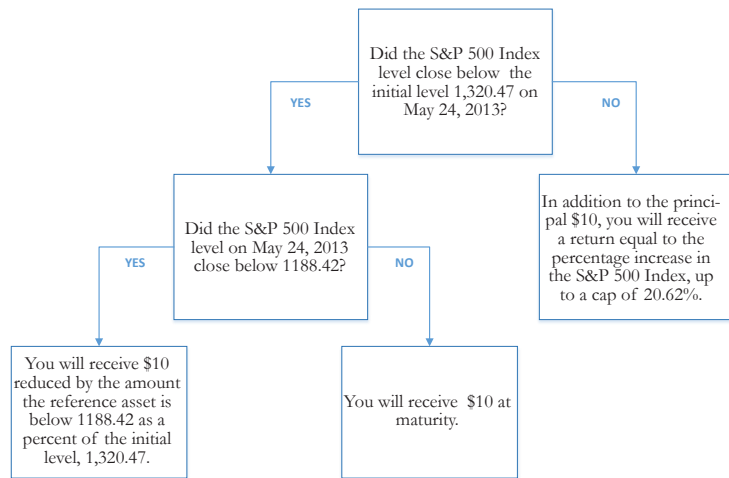 Did the S&P 500 Index
level close below the
initial level 1,320.47 on
May 24, 2013?
YES
NO
Did the S&P 500 Index
level on May 24, 2013
close below 1188.42?
In addition to the princi-
pal $10, you will receive
a return equal to the
percentage increase in
the S&P 500 Index, up
to a cap of 20.62%.
YES
NO
You will receive $10
reduced by the amount
the reference asset is
below 1188.42 as a
percent of the initial
level, 1,320.47.
You will receive $10 at
maturity.